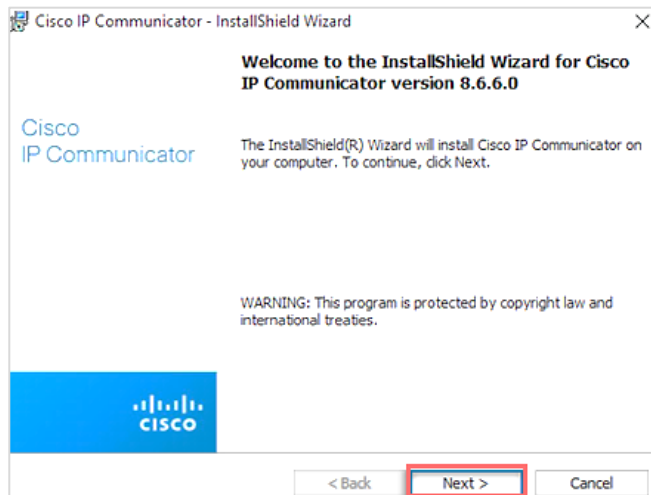 Cisco IP Communicator - InstallShield Wizard
Welcome to the InstallShield Wizard for Cisco
IP Communicator version 8.6.6.0
Cisco
IP Communicator
The InstallShield(R) Wizard will install Cisco IP Communicator on
your computer. To continue, click Next.
WARNING: This program is protected by copyright law and
international treaties.
CISCO
< Back
Next >
Cancel